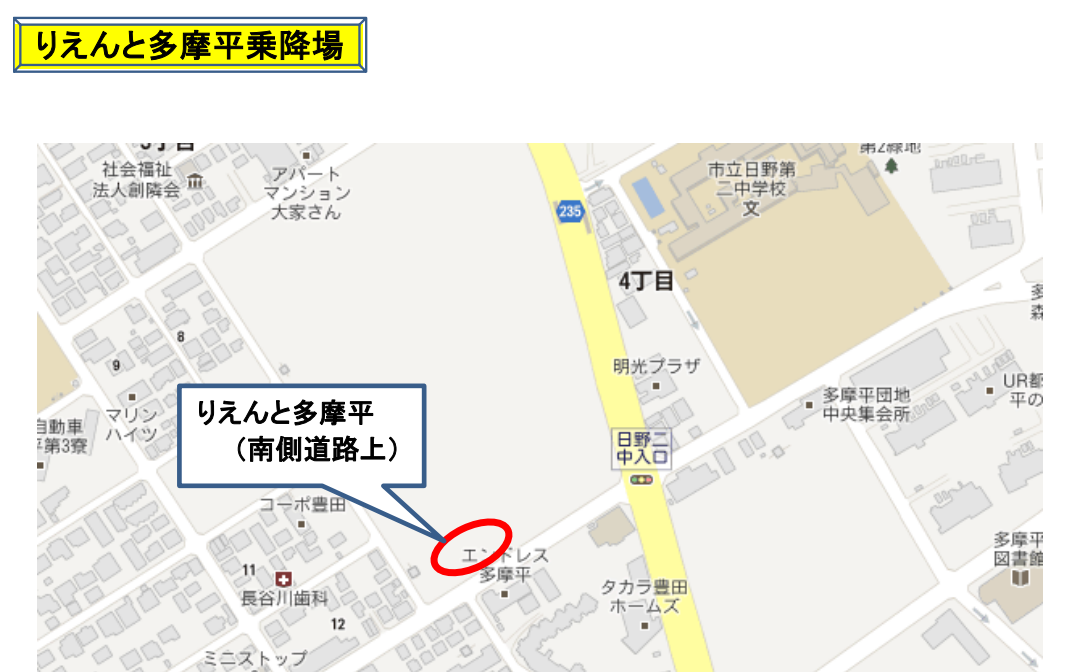 りえんと多摩平乗降場
社会福祉
法人創隣会
アパート
マンション
大家さん
235
市立日野第
二中学校
文
第2緑地
4丁目
8
9
マリン
ハイツ
自動車
第3寮
りえんと多摩平
（南側道路上）
明光プラザ
多摩平団地
中央集会所
UR都
平の
日野二
中入口
コーポ豊田
エンドレス
多摩平
11
長谷川歯科
12
ミニストップ
タカラ豊田
ホームズ
多摩平
図書館